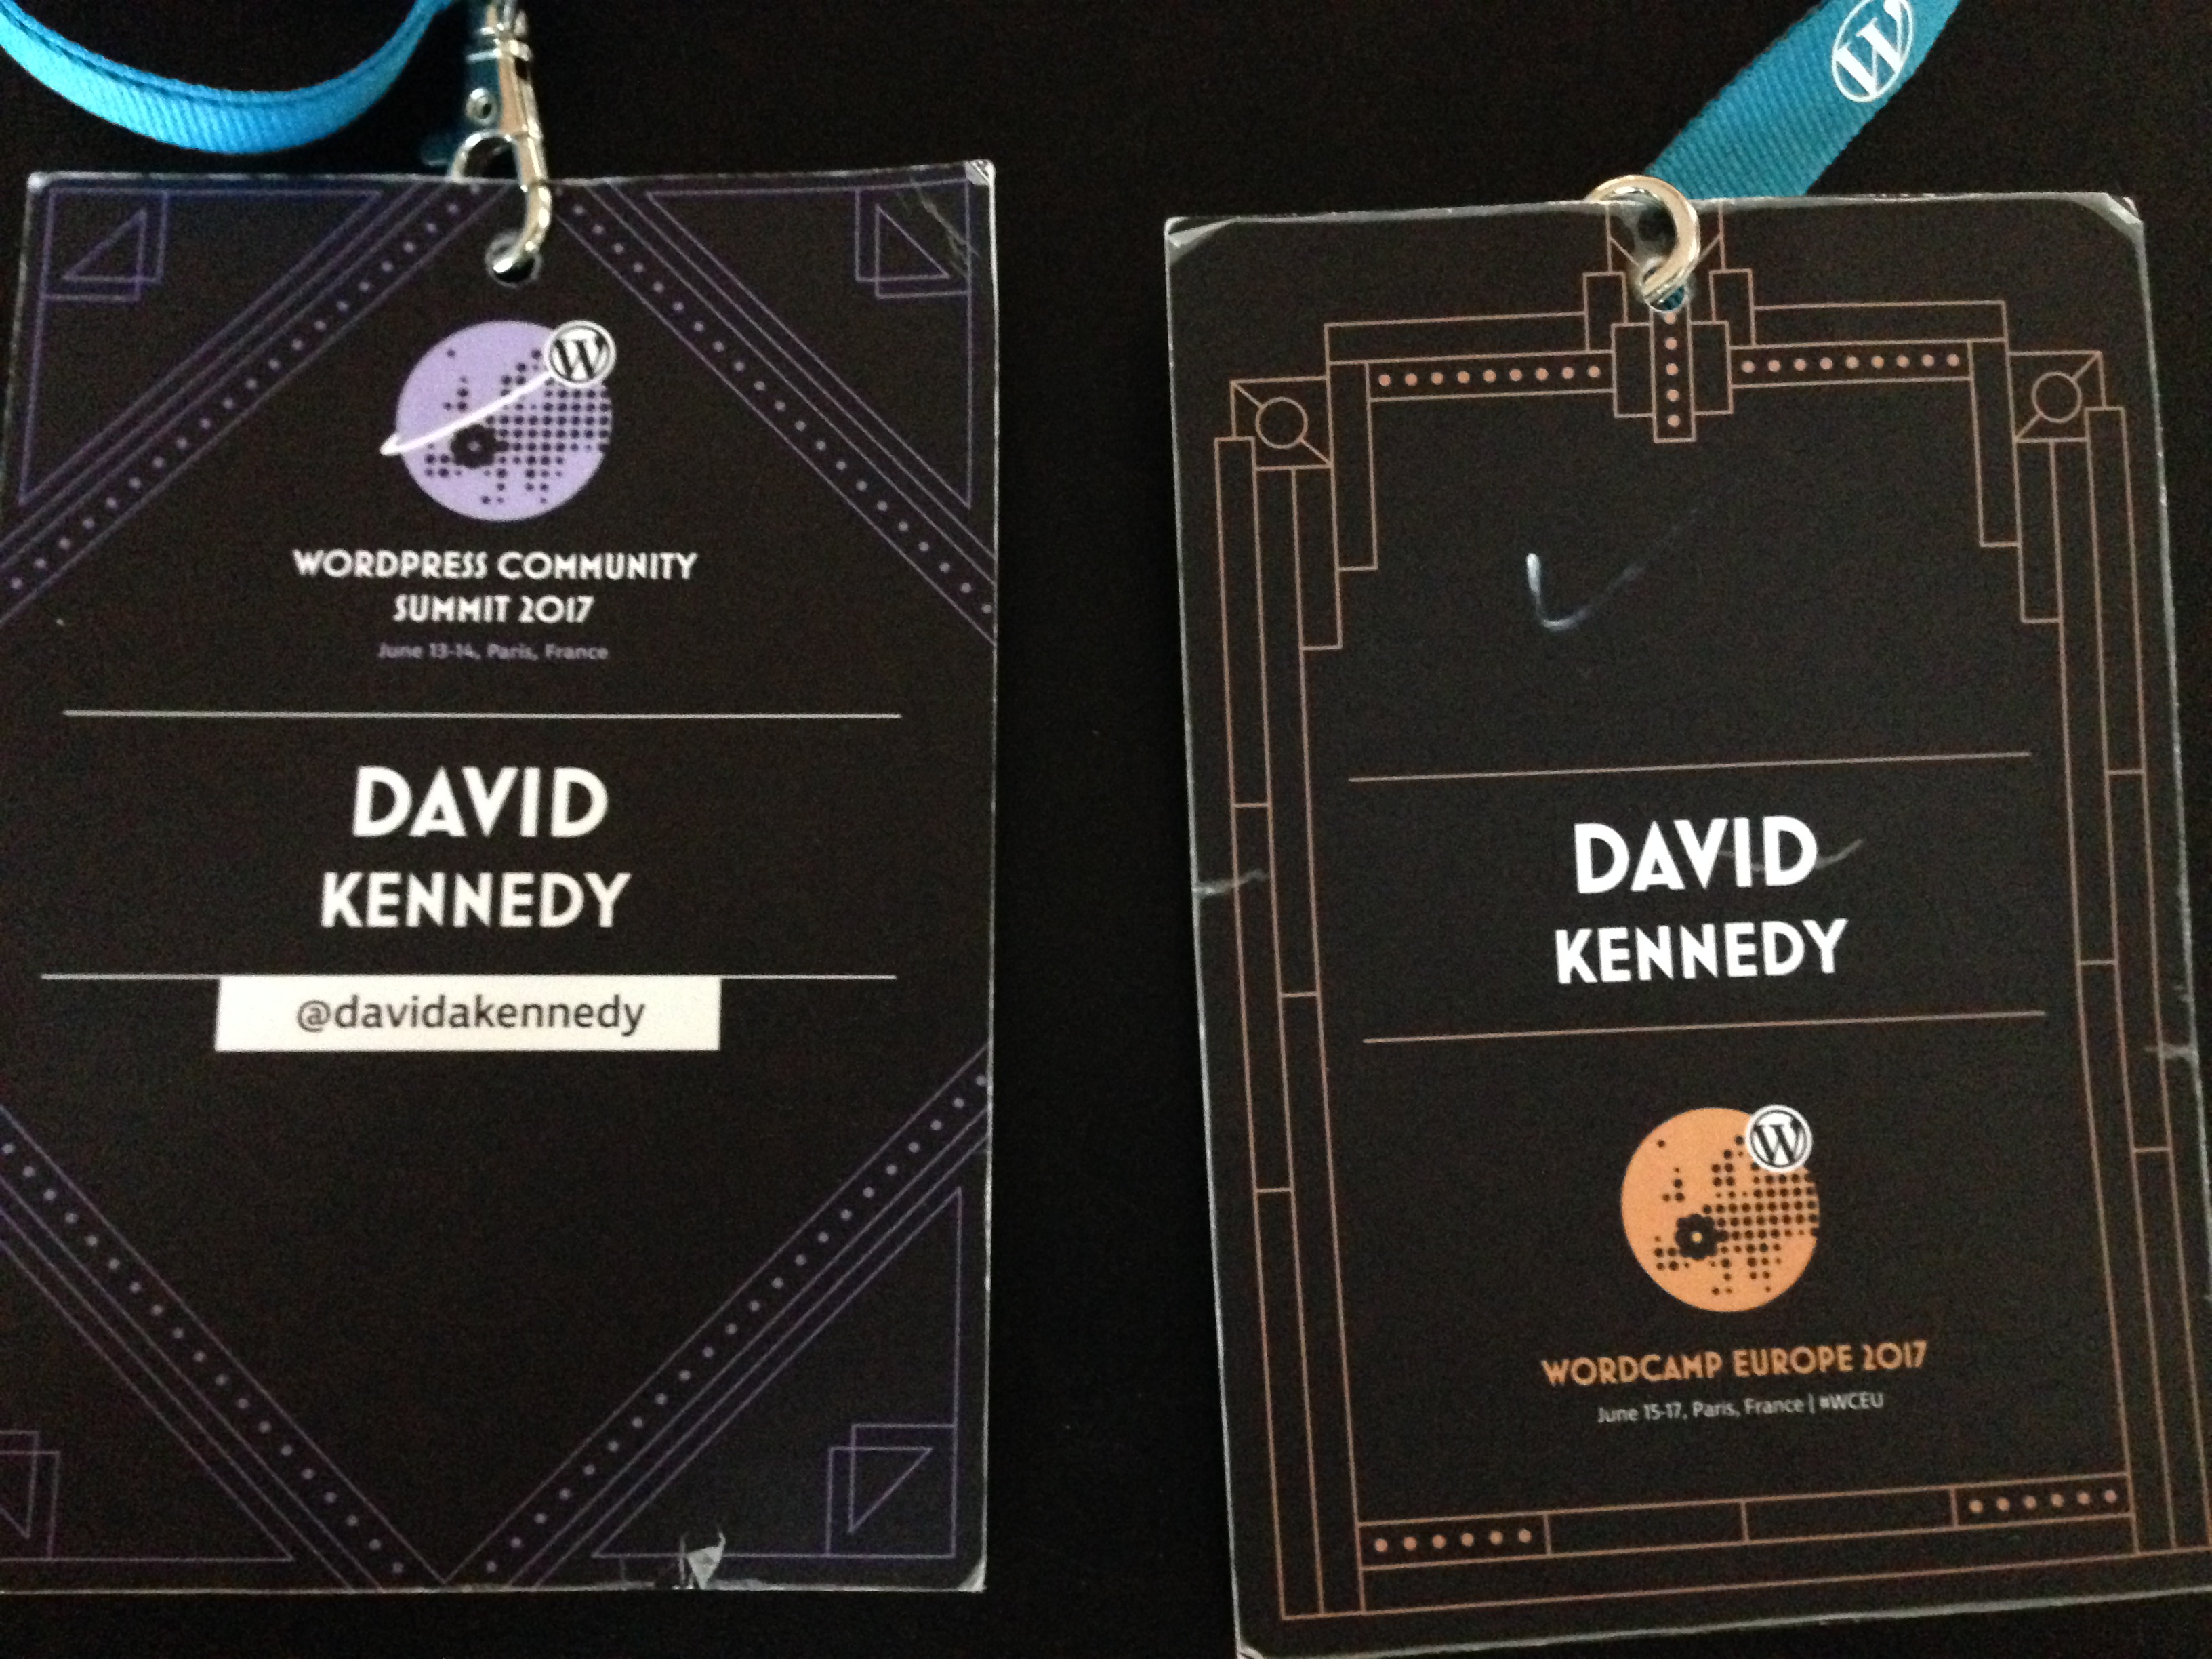 W
W
WORDPRESS COMMUNITY
SUMMIT 2017
June 13-14, Paris, France
DAVID
KENNEDY
@davidakennedy
DAVID
KENNEDY
W
WORDCAMP EUROPE 2017
June 15-17, Paris, France | #WCEU